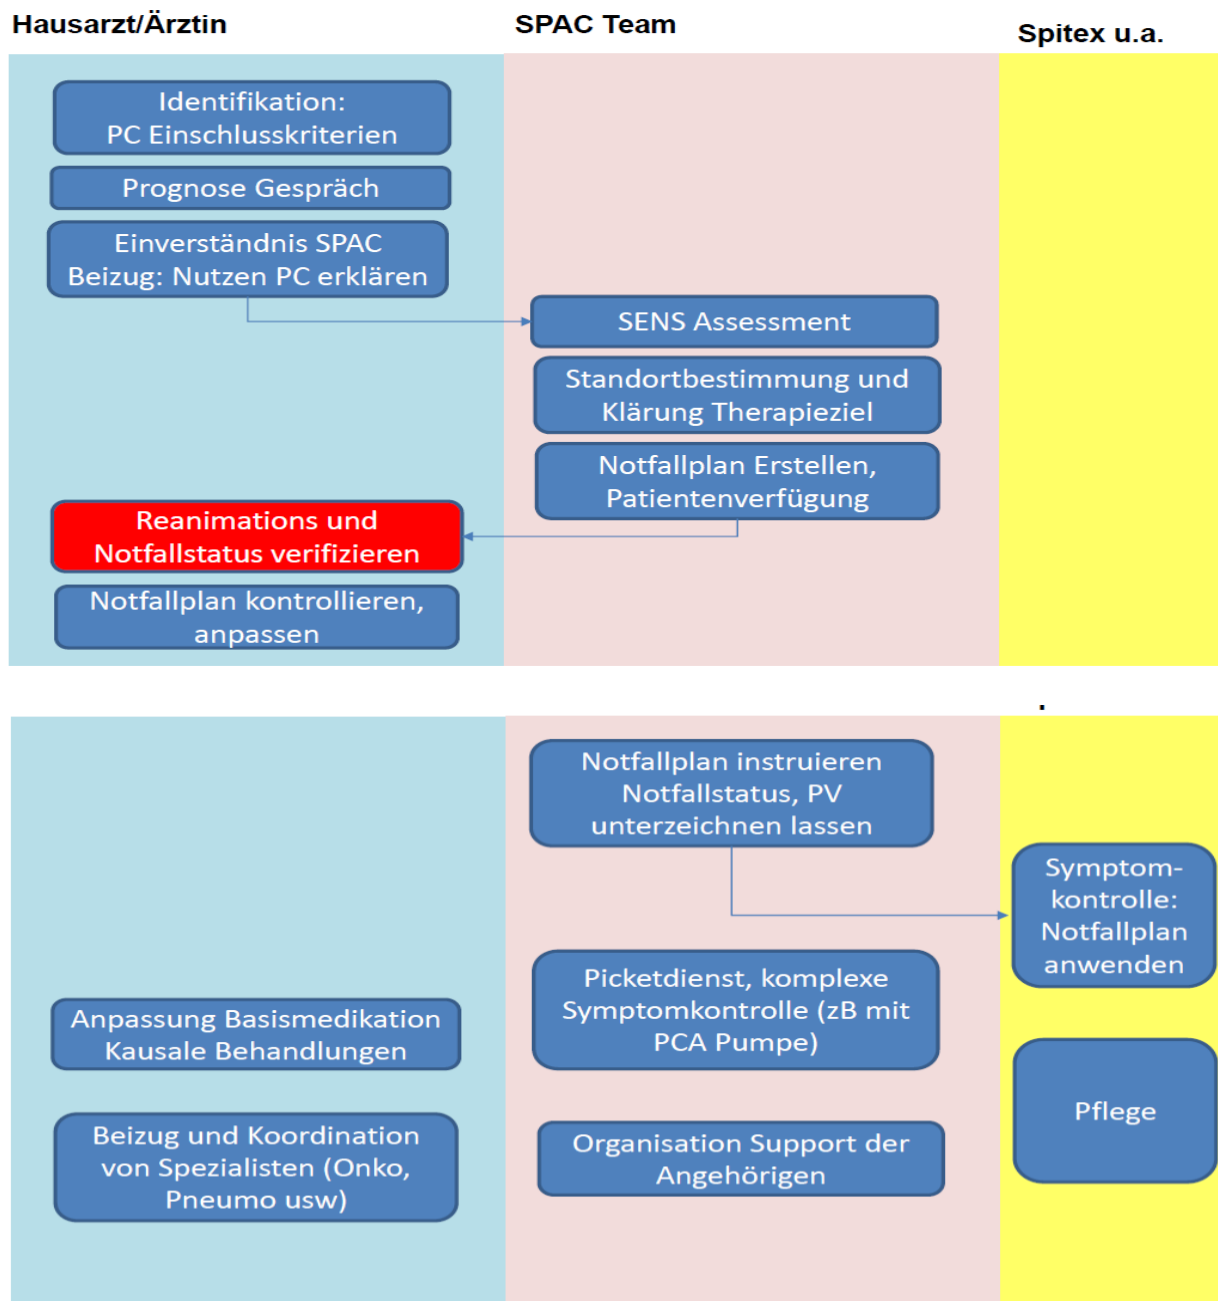 Hausarzt/Ärztin
SPAC Team
Spitex u.a.
Identifikation:
PC Einschlusskriterien
Prognose Gespräch
Einverständnis SPAC
Beizug: Nutzen PC erklären
SENS Assessment
Standortbestimmung und
Klärung Therapieziel
Notfallplan Erstellen,
Patientenverfügung
Reanimations und
Notfallstatus verifizieren
Notfallplan kontrollieren,
anpassen
Notfallplan instruieren
Notfallstatus, PV
unterzeichnen lassen
Symptom-
kontrolle:
Notfallplan
anwenden
Picketdienst, komplexe
Symptomkontrolle (zB mit
PCA Pumpe)
Anpassung Basismedikation
Kausale Behandlungen
Pflege
Beizug und Koordination
von Spezialisten (Onko,
Pneumo usw)
Organisation Support der
Angehörigen